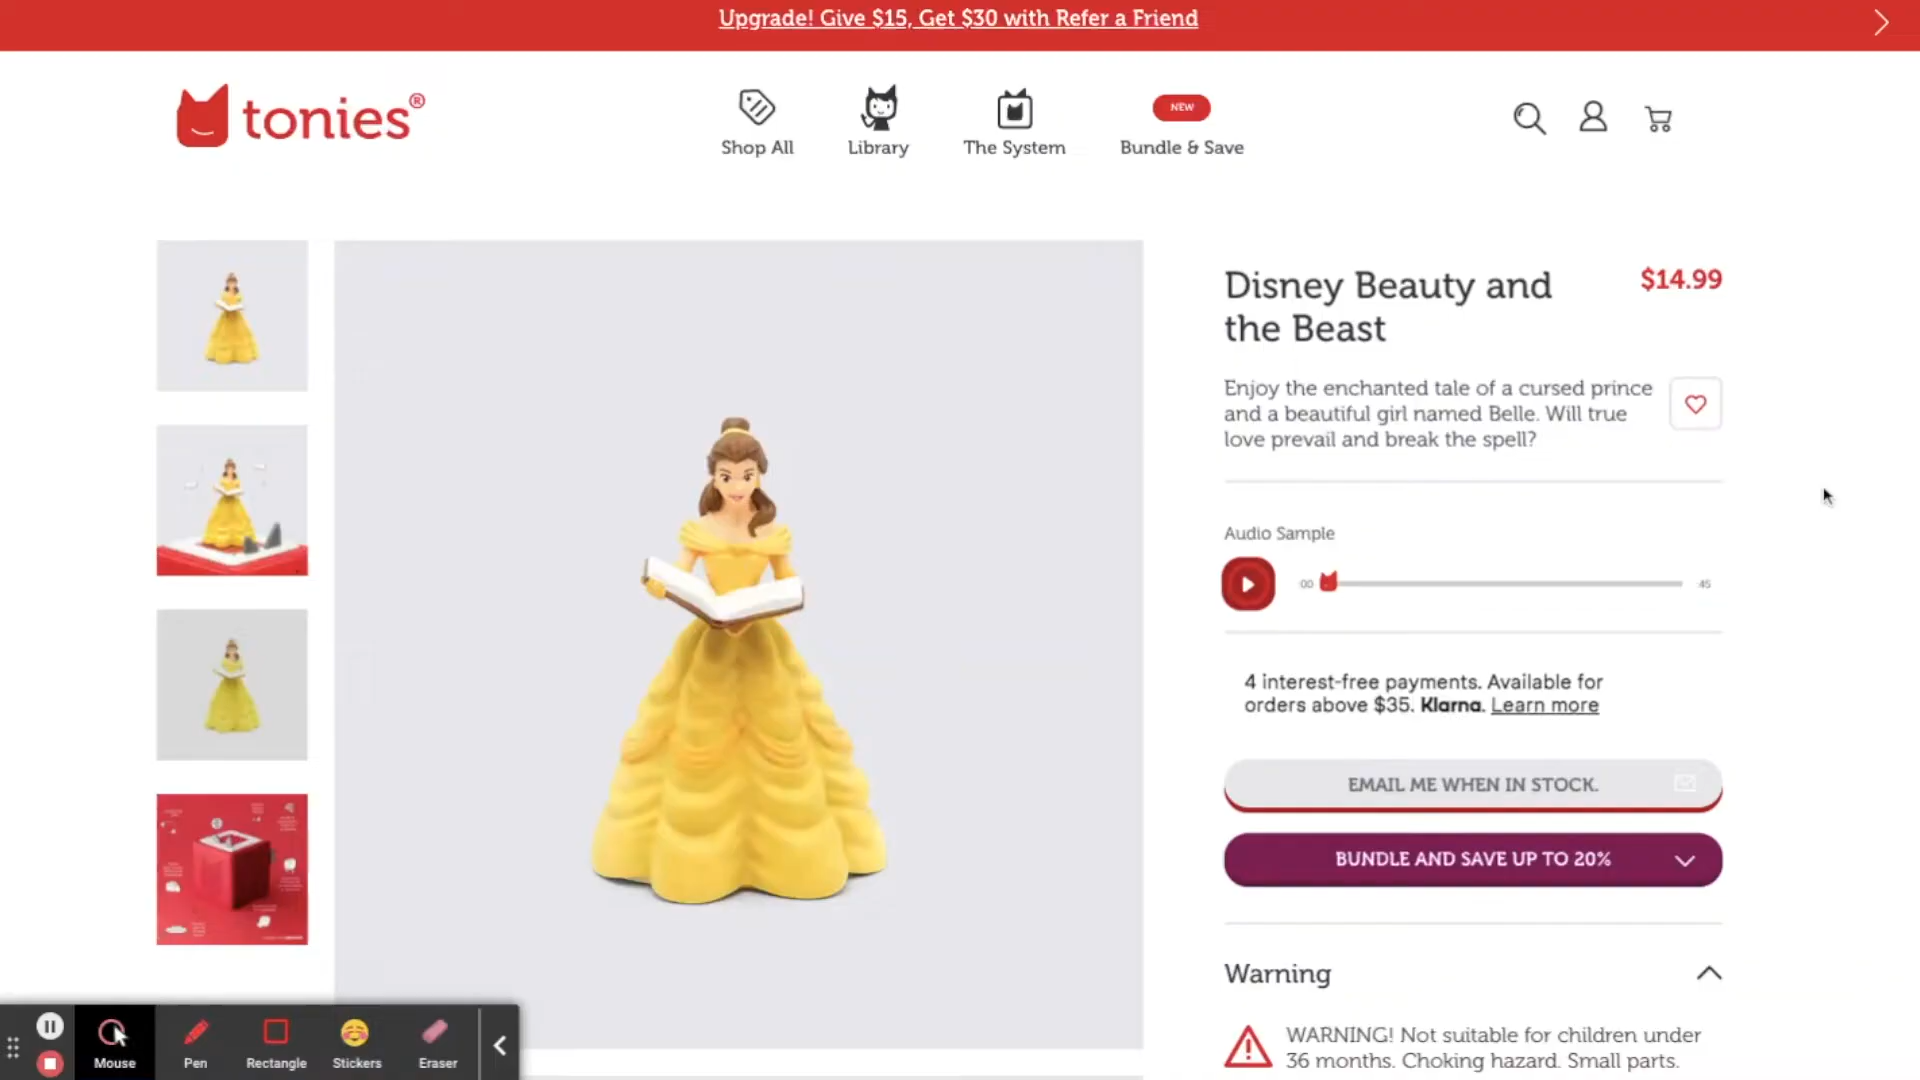 Upgrade! Give $15, Get $30 with Refer a Friend
tonies®
Shop All
Library
The System
NEW
Bundle & Save
Disney Beauty and
the Beast
$14.99
Enjoy the enchanted tale of a cursed prince
and a beautiful girl named Belle. Will true
love prevail and break the spell?
Audio Sample
00
45
4 interest-free payments. Available for
orders above $35. Klarna. Learn more
EMAIL ME WHEN IN STOCK.
BUNDLE AND SAVE UP TO 20%
Warning
WARNING! Not suitable for children under
36 months. Choking hazard. Small parts.
Mouse
Pen
Rectangle
Stickers
Eraser